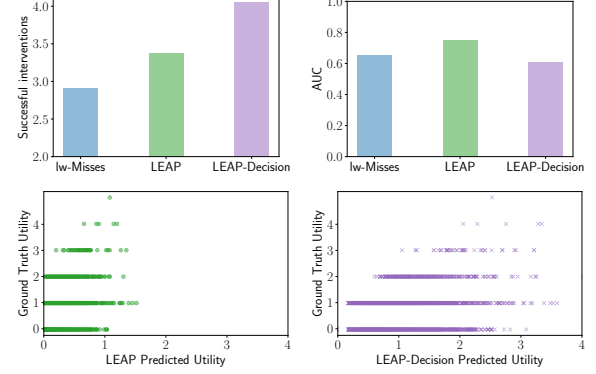 4.0
3.5
3.0
2.5
2.0
Successful interventions
lw-Misses
LEAP
LEAP-Decision
1.0
0.8
0.6
0.4
0.2
0.0
AUC
lw-Misses
LEAP
LEAP-Decision
4
3
2
1
0
Ground Truth Utility
0
1
2
3
4
LEAP Predicted Utility
4
3
2
1
0
Ground Truth Utility
0
1
2
3
4
LEAP-Decision Predicted Utility